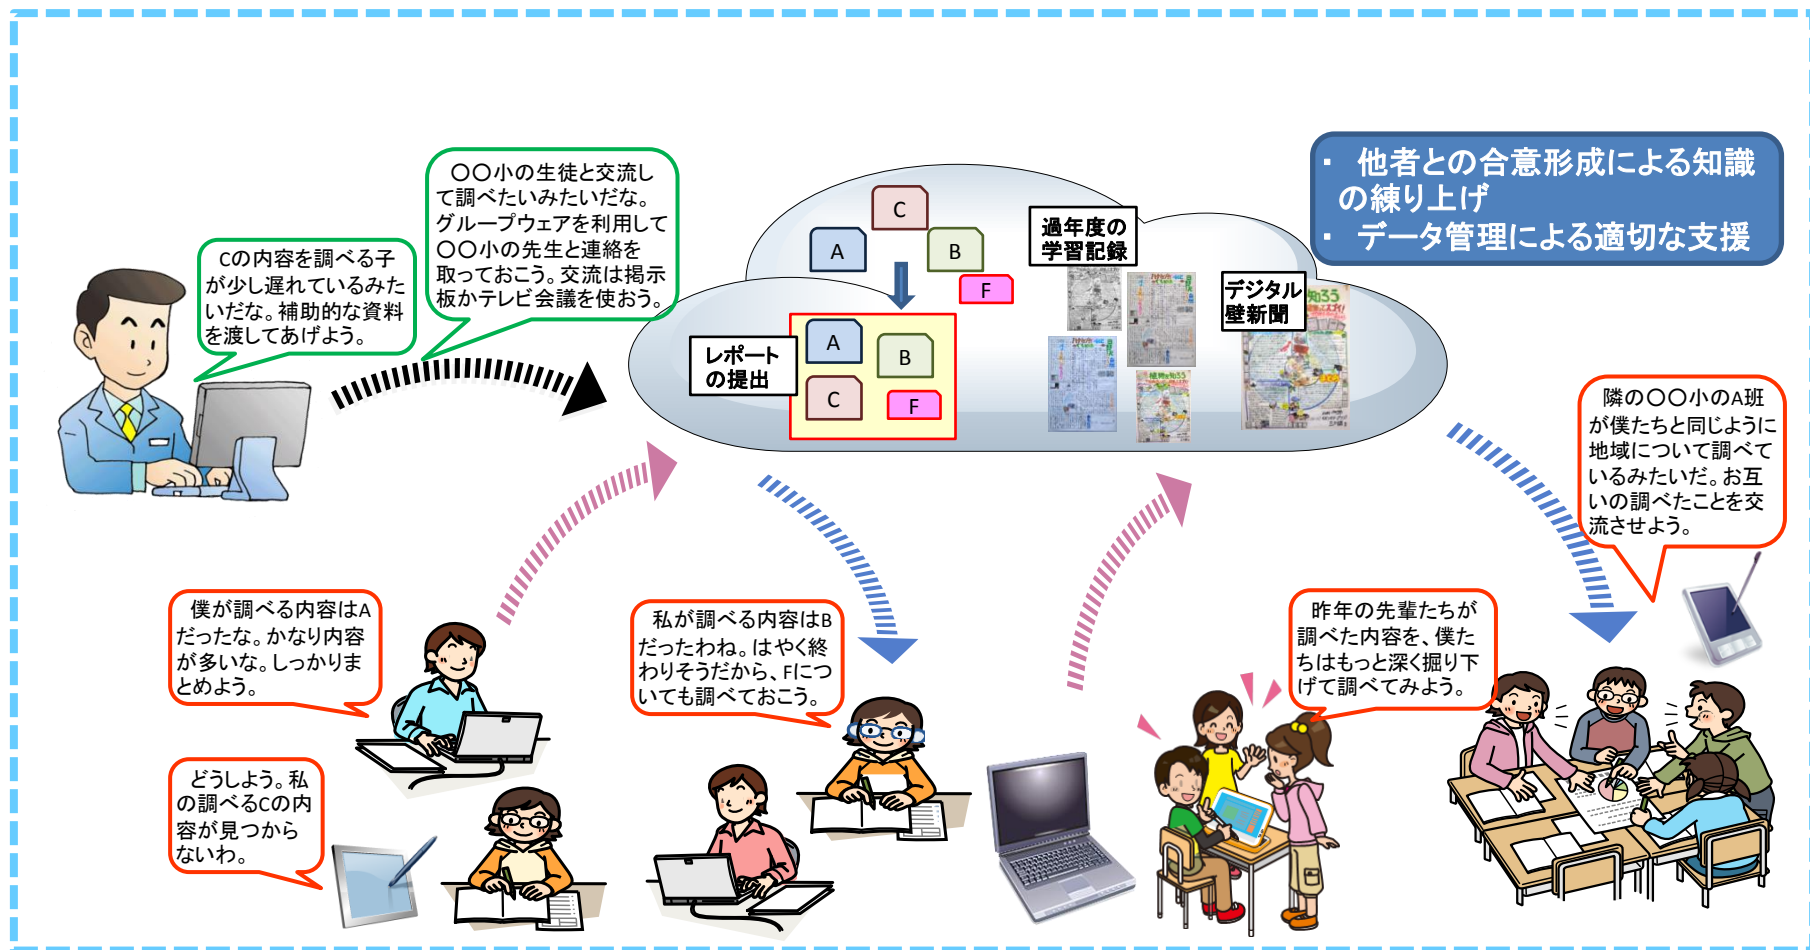 ・ 他者との合意形成による知識
の練り上げ
・ データ管理による適切な支援
〇〇小の生徒と交流し
て調べたいみたいだな。
グループウェアを利用して
〇〇小の先生と連絡を
取っておこう。交流は掲示
板かテレビ会議を使おう。
Cの内容を調べる子
が少し遅れているみた
いだな。補助的な資料
を渡してあげよう。
C
A
B
F
過年度の
学習記録
デジタル
壁新聞
レポート
の提出
A
B
C
F
隣の〇〇小のA班
が僕たちと同じように
地域について調べて
いるみたいだ。お互
いの調べたことを交
流させよう。
僕が調べる内容はA
だったな。かなり内容
が多いな。しっかりま
とめよう。
私が調べる内容はB
だったわね。はやく終
わりそうだから、Fにつ
いても調べておこう。
昨年の先輩たちが
調べた内容を、僕た
ちはもっと深く掘り下
げて調べてみよう。
どうしよう。私
の調べるCの内
容が見つから
ないわ。